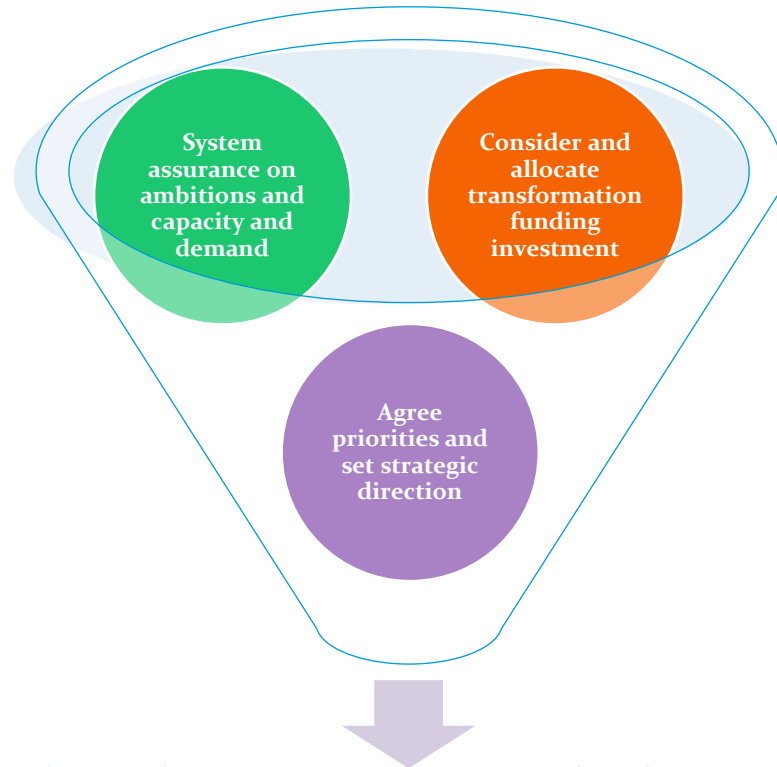 System
assurance on
ambitions and
capacity and
demand
Consider and
allocate
transformation
funding
investment
Agree
priorities and
set strategic
direction